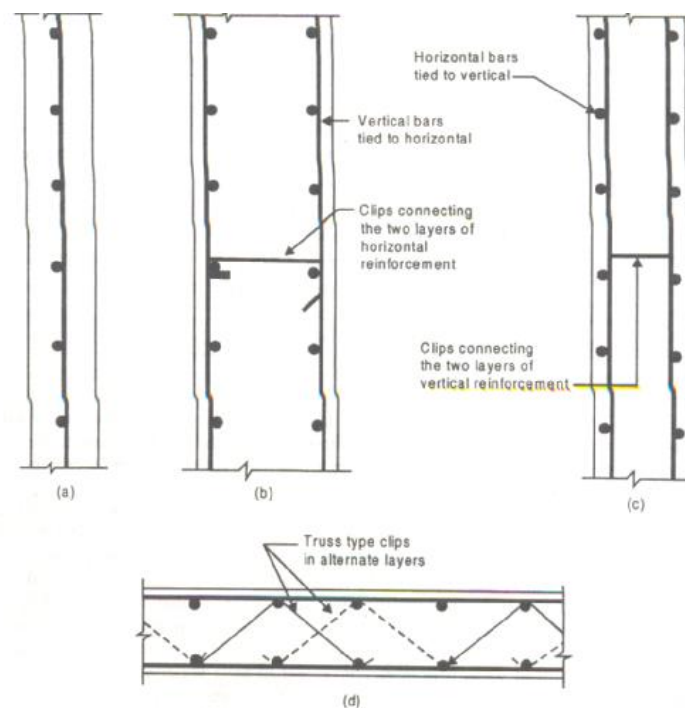 Horizontal bars
tied to vertical
Vertical bars
tied to horizontal
Clips connecting
the two layers of
horizontal
reinforcement
Clips connecting
the two layers of
vertical reinforcement
(a)
(b)
(c)
Truss type clips
in alternate layers
(d)